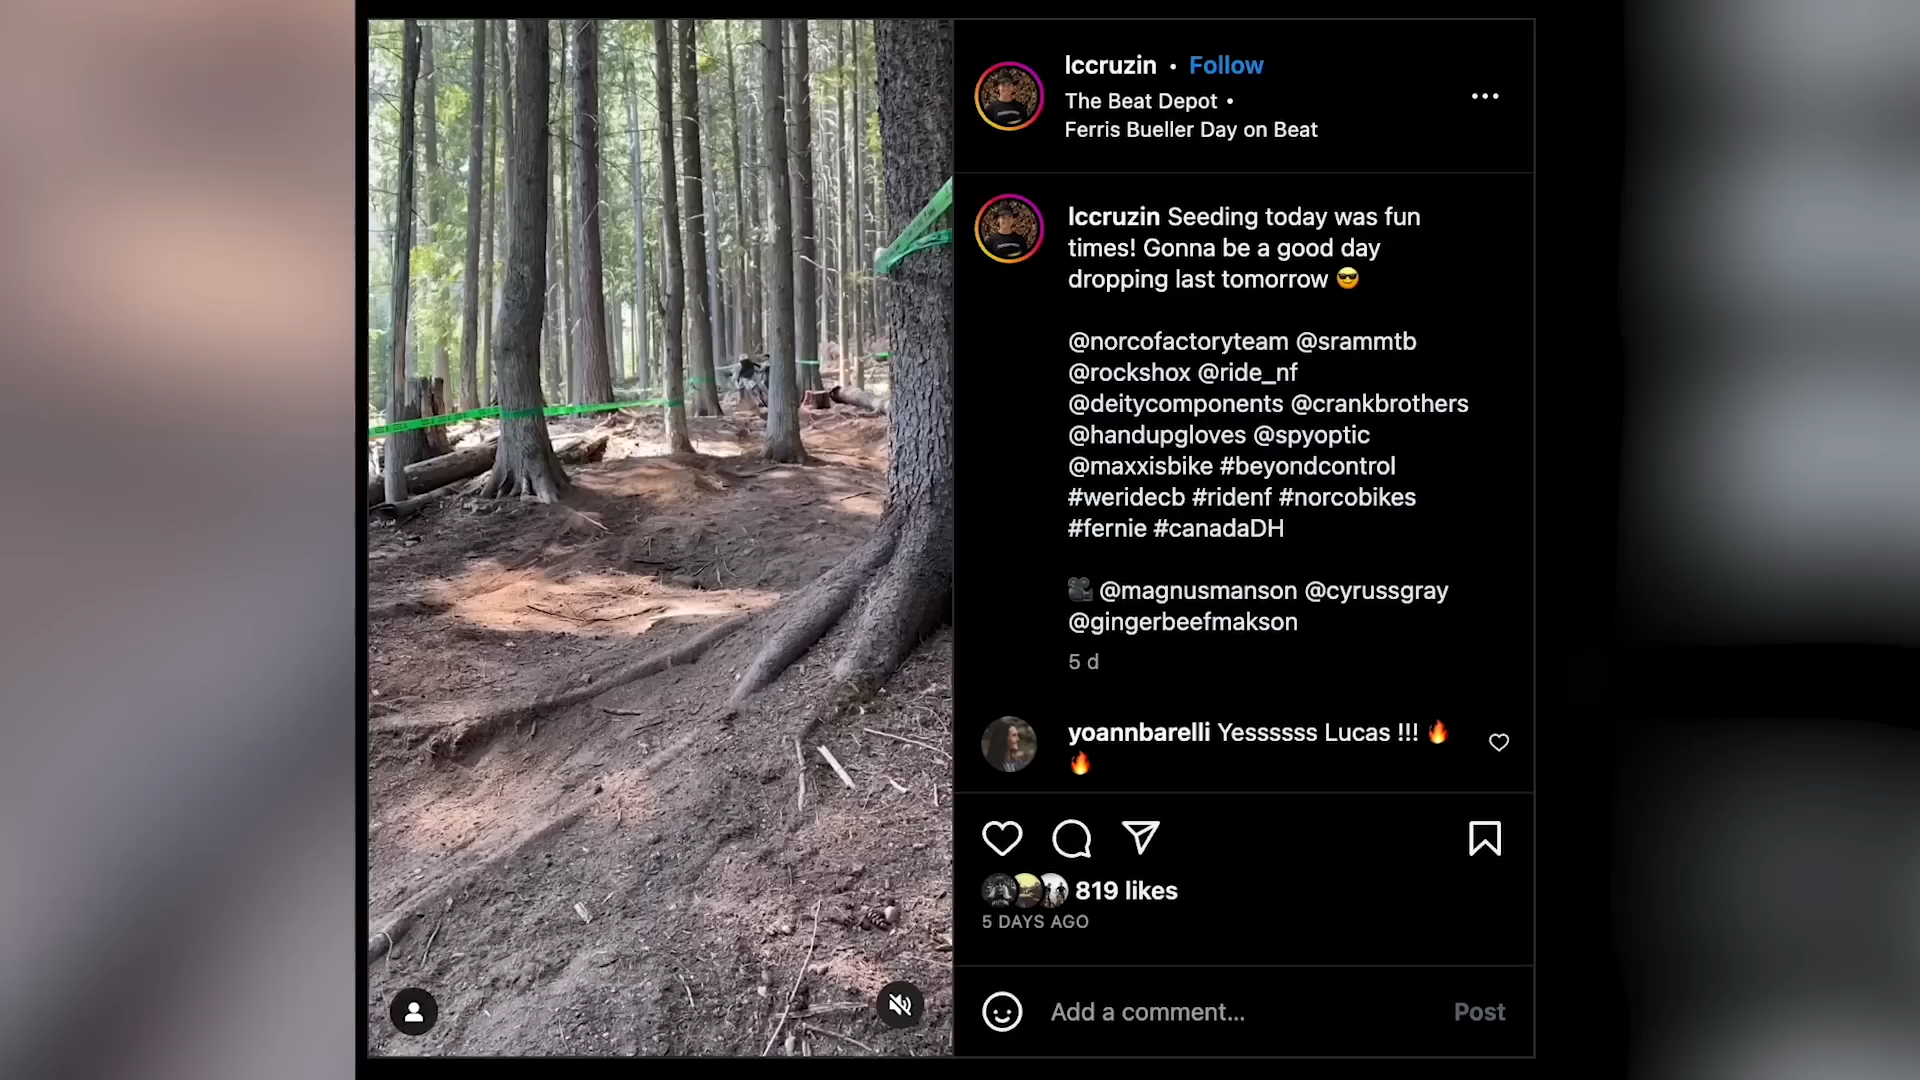 lccruzin • Follow
The Beat Depot •
Ferris Bueller Day on Beat
lccruzin Seeding today was fun
times! Gonna be a good day
dropping last tomorrow 😎
@norcofactoryteam @srammtb
@rockshox @ride_nf
@deitycomponents @crankbrothers
@handupgloves @spyoptic
@maxxisbike #beyondcontrol
#weridecb #ridenf #norcobikes
#fernie #canadaDH
🎥 @magnusmanson @cyrussgray
@gingerbeefmakson
5 d
yoannbarelli Yessssss Lucas !!! 🔥
🔥
819 likes
5 DAYS AGO
Add a comment...
Post